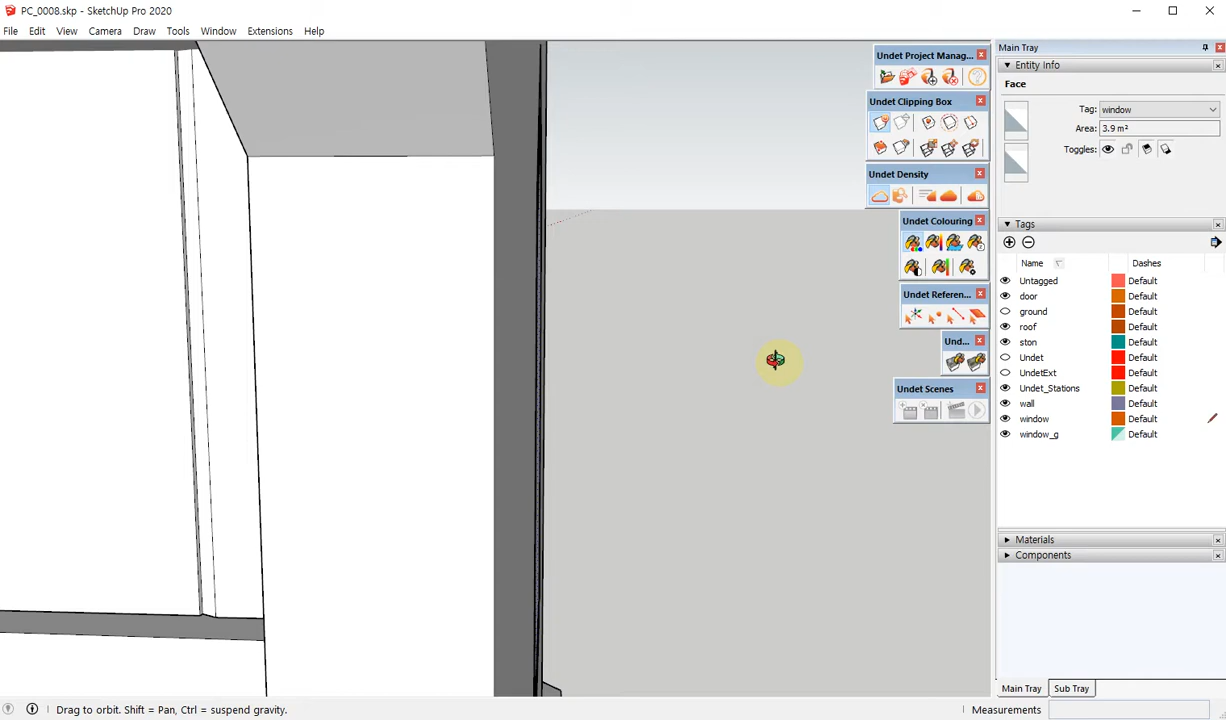 PC_0008.skp - SketchUp Pro 2020
File Edit View Camera Draw Tools Window Extensions Help
Undet Project Manag...
Undet Clipping Box
Undet Density
Undet Colouring
Undet Referen...
Und...
Undet Scenes
Main Tray
Entity Info
Face
Tag: window
Area: 3.9 m²
Toggles:
Tags
Name Dashes
Untagged Default
door Default
ground Default
roof Default
ston Default
Undet Default
UndetExt Default
Undet_Stations Default
wall Default
window Default
window_g Default
Materials
Components
Main Tray Sub Tray
Drag to orbit. Shift = Pan, Ctrl = suspend gravity.
Measurements